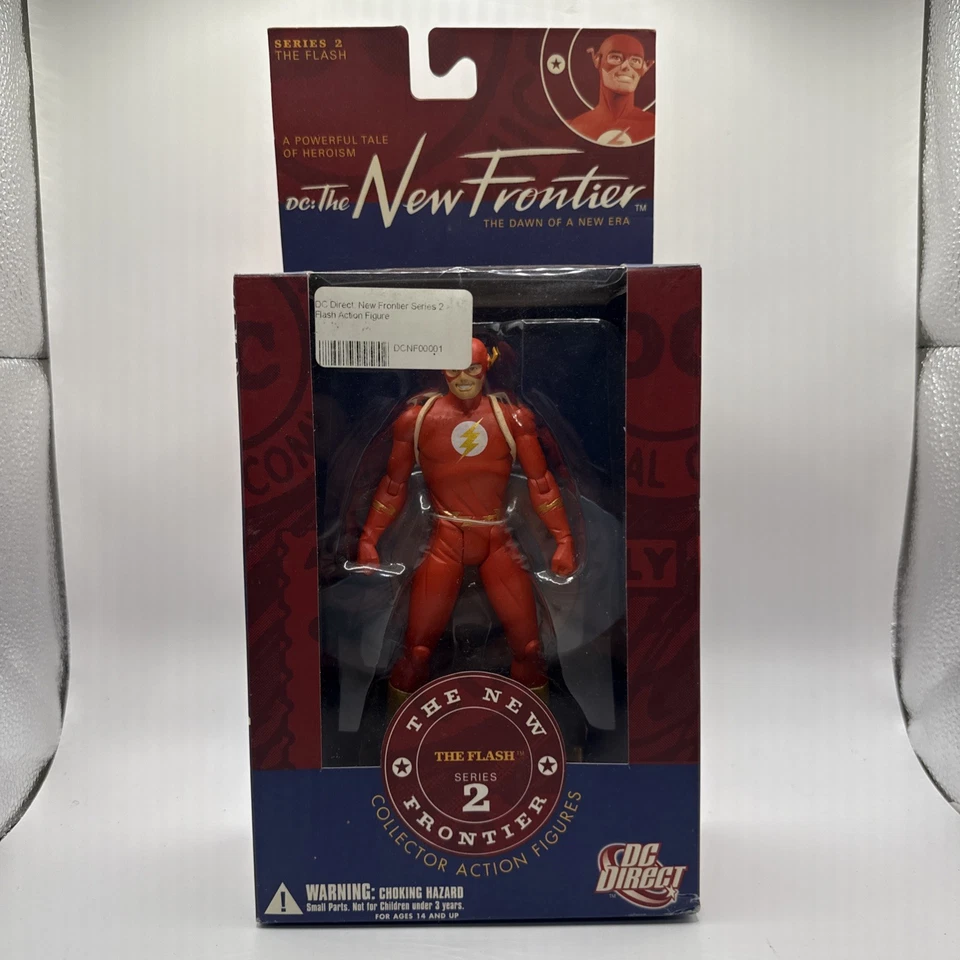 SERIES 2
THE FLASH
A POWERFUL TALE
OF HEROISM
DC: The New Frontier™
THE DAWN OF A NEW ERA
DC Direct New Frontier Series 2
Flash Action Figure
DCNF00001
THE NEW
THE FLASH™
SERIES
2
FRONTIER
COLLECTOR ACTION FIGURES
DC
DIRECT
WARNING: CHOKING HAZARD
Small Parts. Not for Children under 3 years.
FOR AGES 14 AND UP